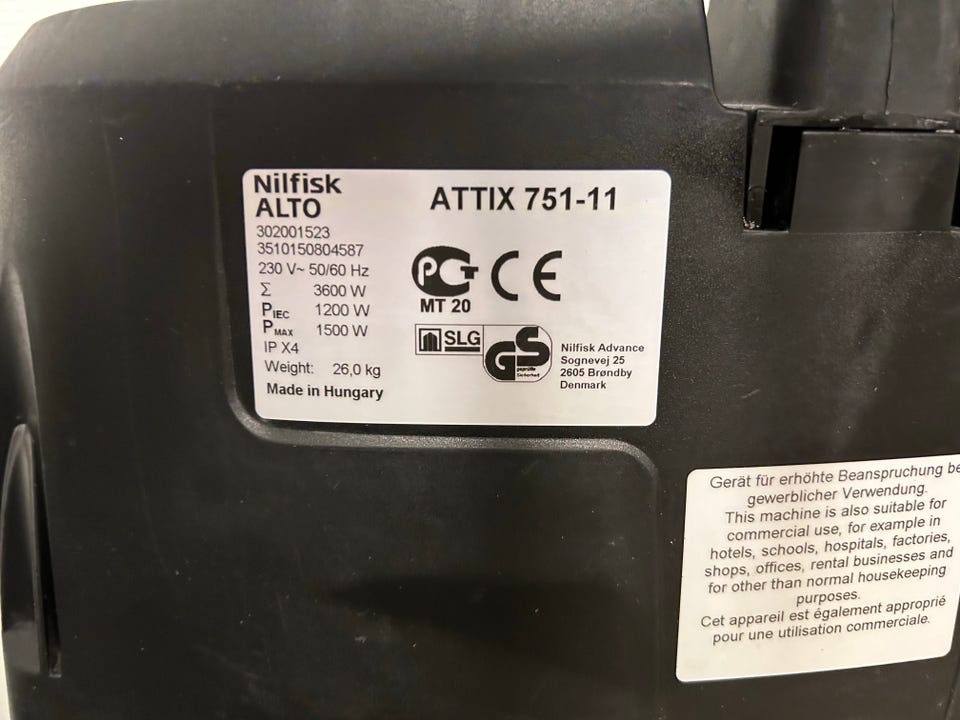 Nilfisk
ALTO
ATTIX 751-11
302001523
3510150804587
230 V~ 50/60 Hz
Σ 3600 W
PIEC 1200 W
PMAX 1500 W
IP X4
Weight: 26,0 kg
Made in Hungary
PCT CE
MT 20
SLG
GS
geprüfte
Sicherheit
Nilfisk Advance
Sognevej 25
2605 Brøndby
Denmark
Gerät für erhöhte Beanspruchung be
gewerblicher Verwendung.
This machine is also suitable for
commercial use, for example in
hotels, schools, hospitals, factories,
shops, offices, rental businesses and
for other than normal housekeeping
purposes.
Cet appareil est également approprié
pour une utilisation commerciale.